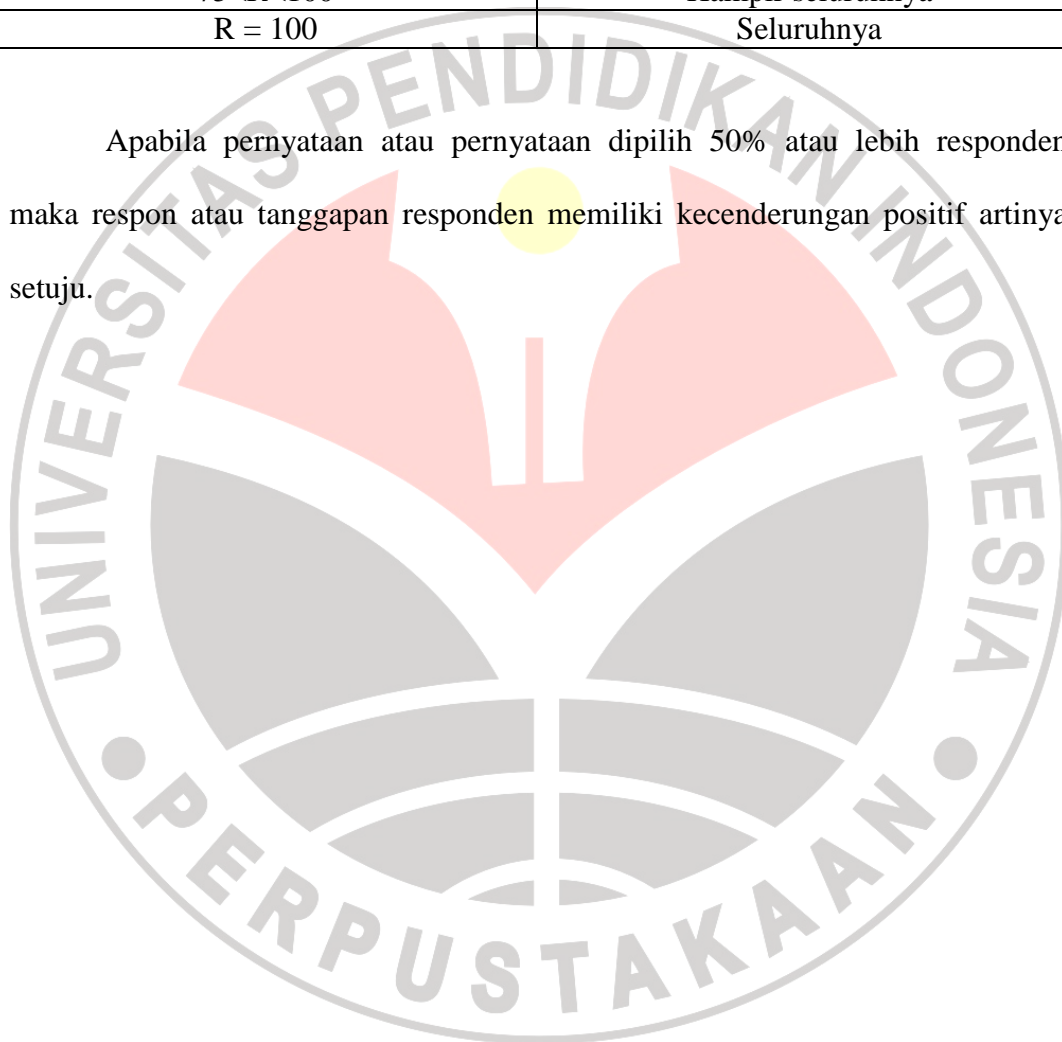 R = 100 Seluruhnya
Apabila pernyataan atau pernyataan dipilih 50% atau lebih responden
maka respon atau tanggapan responden memiliki kecenderungan positif artinya
setuju.
UNIVERSITAS PENDIDIKAN INDONESIA
PERPUSTAKAAN